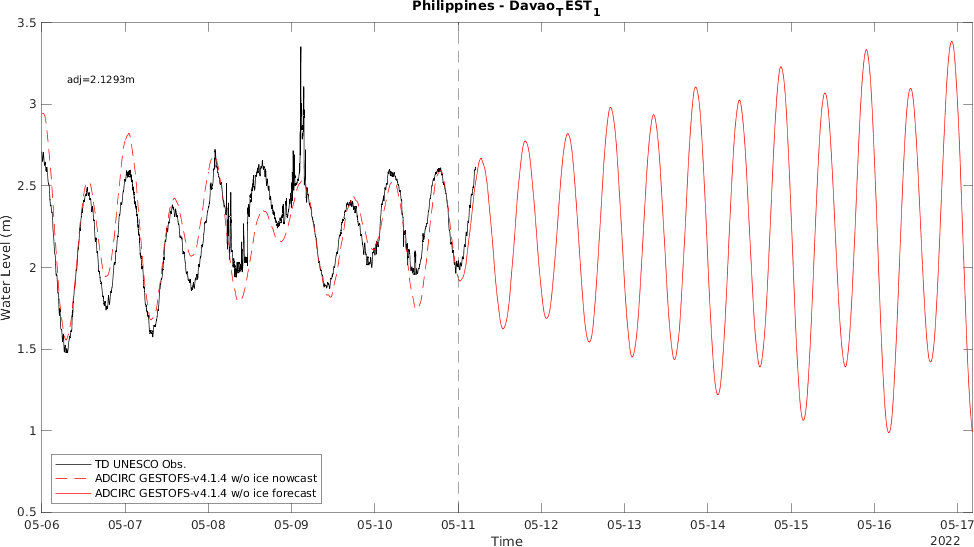 Philippines - Davao_TEST_1
3.5
adj=2.1293m
3
2.5
2
1.5
1
0.5
Water Level (m)
TD UNESCO Obs.
ADCIRC GESTOFS-v4.1.4 w/o ice nowcast
ADCIRC GESTOFS-v4.1.4 w/o ice forecast
05-06 05-07 05-08 05-09 05-10 05-11 05-12 05-13 05-14 05-15 05-16 05-17
Time
2022